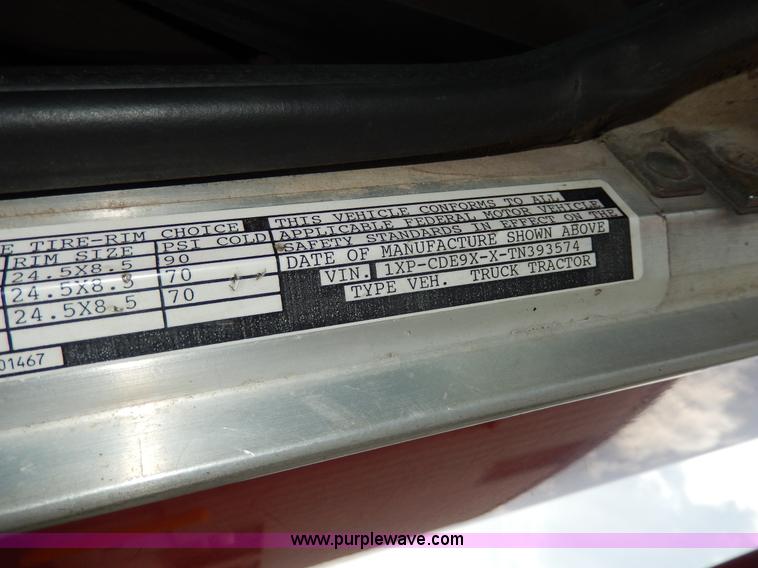 E TIRE-RIM CHOICE
RIM SIZE PSI COLD
24.5X8.5 90
24.5X8.5 70
24.5X8.5 70
01467
THIS VEHICLE CONFORMS TO ALL
APPLICABLE FEDERAL MOTOR VEHICLE
SAFETY STANDARDS IN EFFECT ON THE
DATE OF MANUFACTURE SHOWN ABOVE
VIN. 1XP-CDE9X-X-TN393574
TYPE VEH. TRUCK TRACTOR
www.purplewave.com